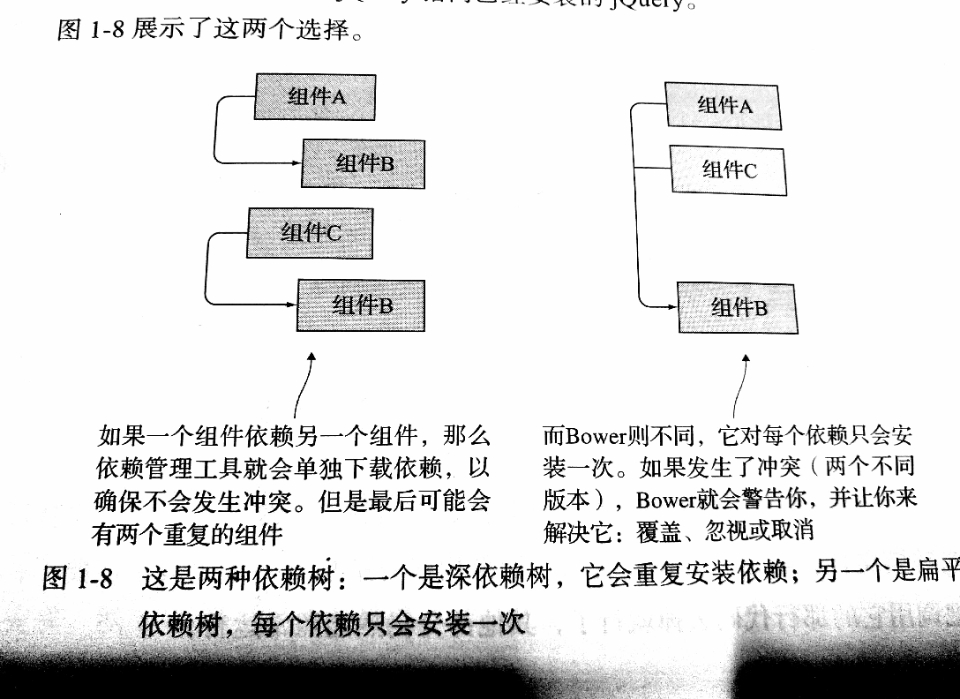 jQuery。
图 1-8 展示了这两个选择。
组件A
组件B
组件C
组件B
组件A
组件C
组件B
如果一个组件依赖另一个组件，那么
依赖管理工具就会单独下载依赖，以
确保不会发生冲突。但是最后可能会
有两个重复的组件
而Bower则不同，它对每个依赖只会安
装一次。如果发生了冲突（两个不同
版本），Bower就会警告你，并让你来
解决它：覆盖、忽视或取消
图 1-8 这是两种依赖树：一个是深依赖树，它会重复安装依赖；另一个是扁平
依赖树，每个依赖只会安装一次